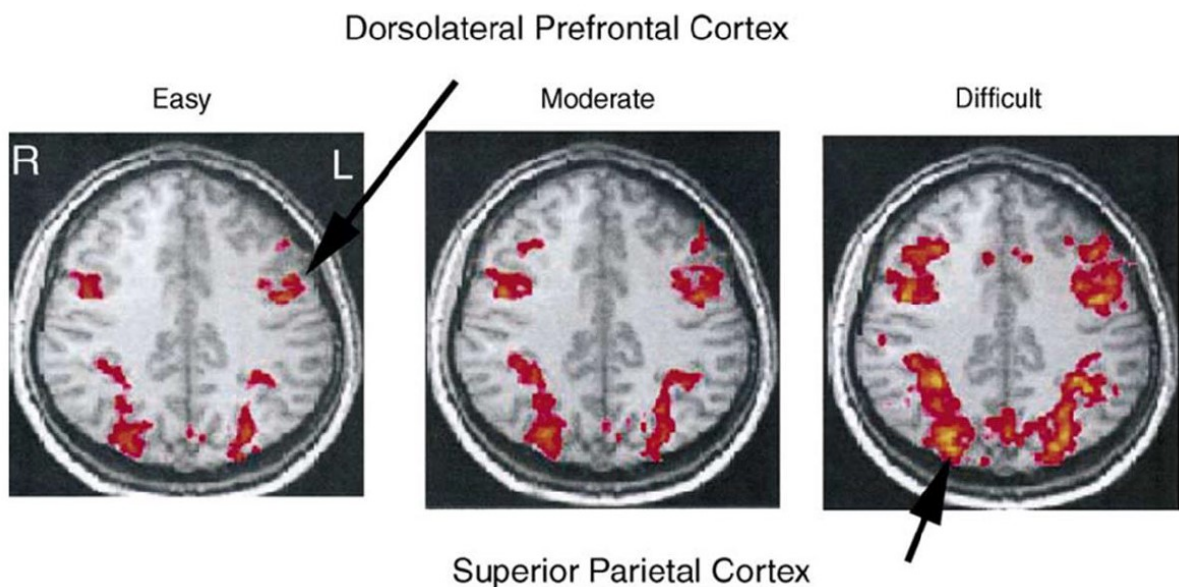 Dorsolateral Prefrontal Cortex
Easy Moderate Difficult
R L
Superior Parietal Cortex